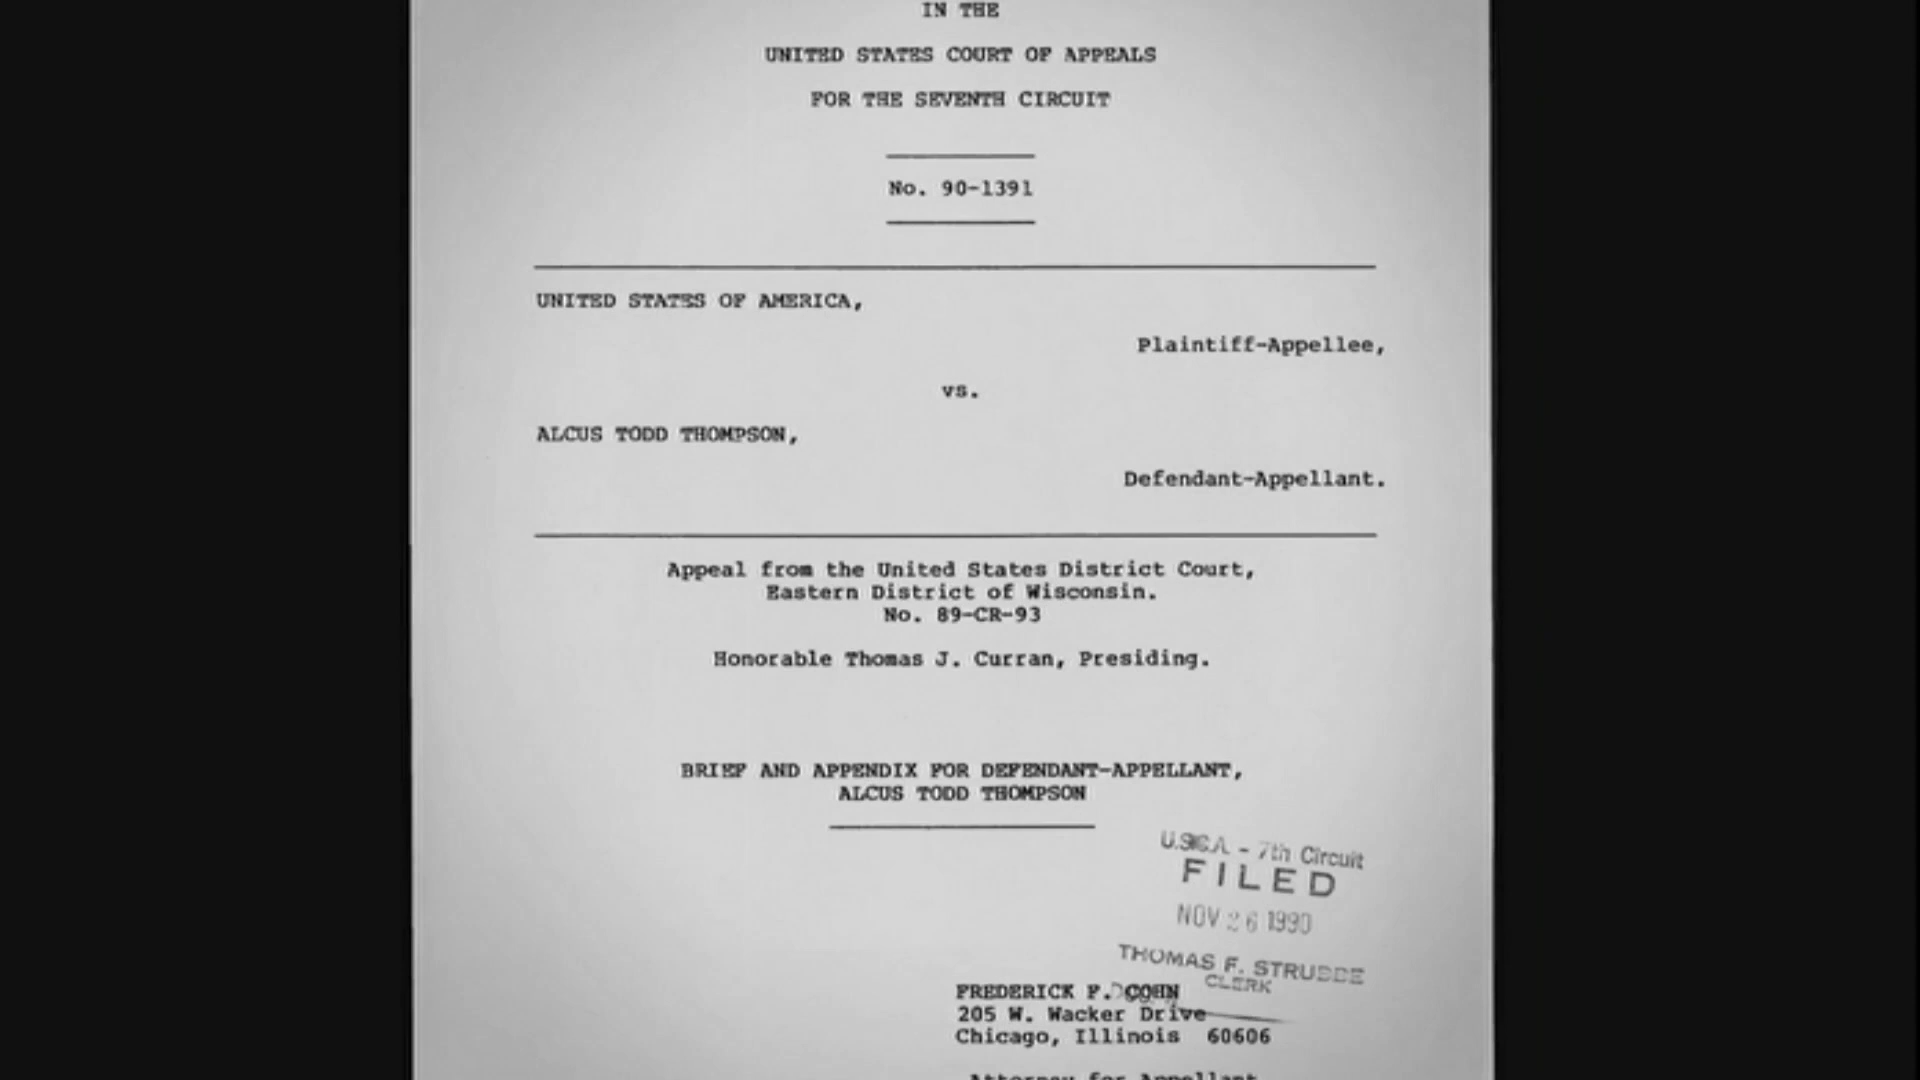 IN THE
UNITED STATES COURT OF APPEALS
FOR THE SEVENTH CIRCUIT
No. 90-1391
UNITED STATES OF AMERICA,
Plaintiff-Appellee,
vs.
ALCUS TODD THOMPSON,
Defendant-Appellant.
Appeal from the United States District Court,
Eastern District of Wisconsin.
No. 89-CR-93
Honorable Thomas J. Curran, Presiding.
BRIEF AND APPENDIX FOR DEFENDANT-APPELLANT,
ALCUS TODD THOMPSON
U.S.C.A. - 7th Circuit
FILED
NOV 26 1990
THOMAS F. STRUBBE
CLERK
FREDERICK F. COHN
205 W. Wacker Drive
Chicago, Illinois 60606
Attorney for Appellant